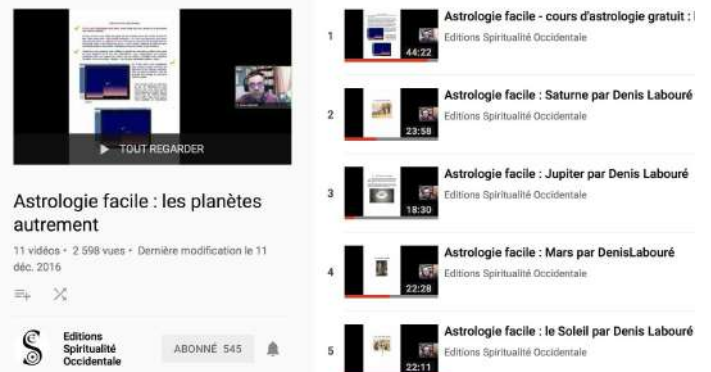 TOUT REGARDER
Astrologie facile : les planètes
autrement
11 vidéos • 2 598 vues • Dernière modification le 11
déc. 2016
Editions
Spiritualité
Occidentale
ABONNÉ 545
1
44:22
Astrologie facile - cours d'astrologie gratuit :
Editions Spiritualité Occidentale
2
23:58
Astrologie facile : Saturne par Denis Labouré
Editions Spiritualité Occidentale
3
18:30
Astrologie facile : Jupiter par Denis Labouré
Editions Spiritualité Occidentale
4
22:28
Astrologie facile : Mars par DenisLabouré
Editions Spiritualité Occidentale
5
22:11
Astrologie facile : le Soleil par Denis Labouré
Editions Spiritualité Occidentale